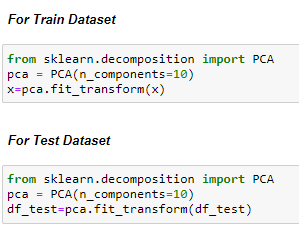 For Train Dataset
from sklearn.decomposition import PCA
pca = PCA(n_components=10)
x=pca.fit_transform(x)
For Test Dataset
from sklearn.decomposition import PCA
pca = PCA(n_components=10)
df_test=pca.fit_transform(df_test)